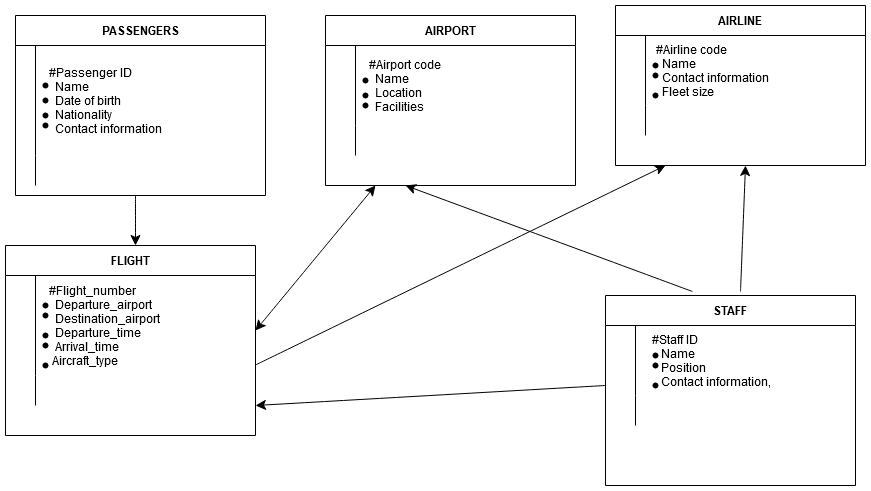 PASSENGERS
#Passenger ID
Name
Date of birth
Nationality
Contact information
AIRPORT
#Airport code
Name
Location
Facilities
AIRLINE
#Airline code
Name
Contact information
Fleet size
FLIGHT
#Flight_number
Departure_airport
Destination_airport
Departure_time
Arrival_time
Aircraft_type
STAFF
#Staff ID
Name
Position
Contact information,